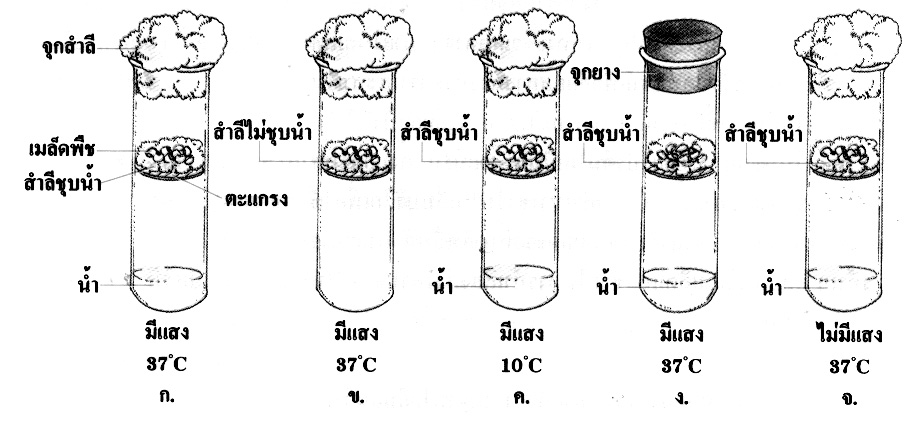 จุกสำลี
เมล็ดพืช
สำลีชุบน้ำ
ตะแกรง
น้ำ
มีแสง
37°C
ก.
สำลีไม่ชุบน้ำ
มีแสง
37°C
ข.
สำลีชุบน้ำ
น้ำ
มีแสง
10°C
ค.
จุกยาง
สำลีชุบน้ำ
น้ำ
มีแสง
37°C
ง.
สำลีชุบน้ำ
น้ำ
ไม่มีแสง
37°C
จ.